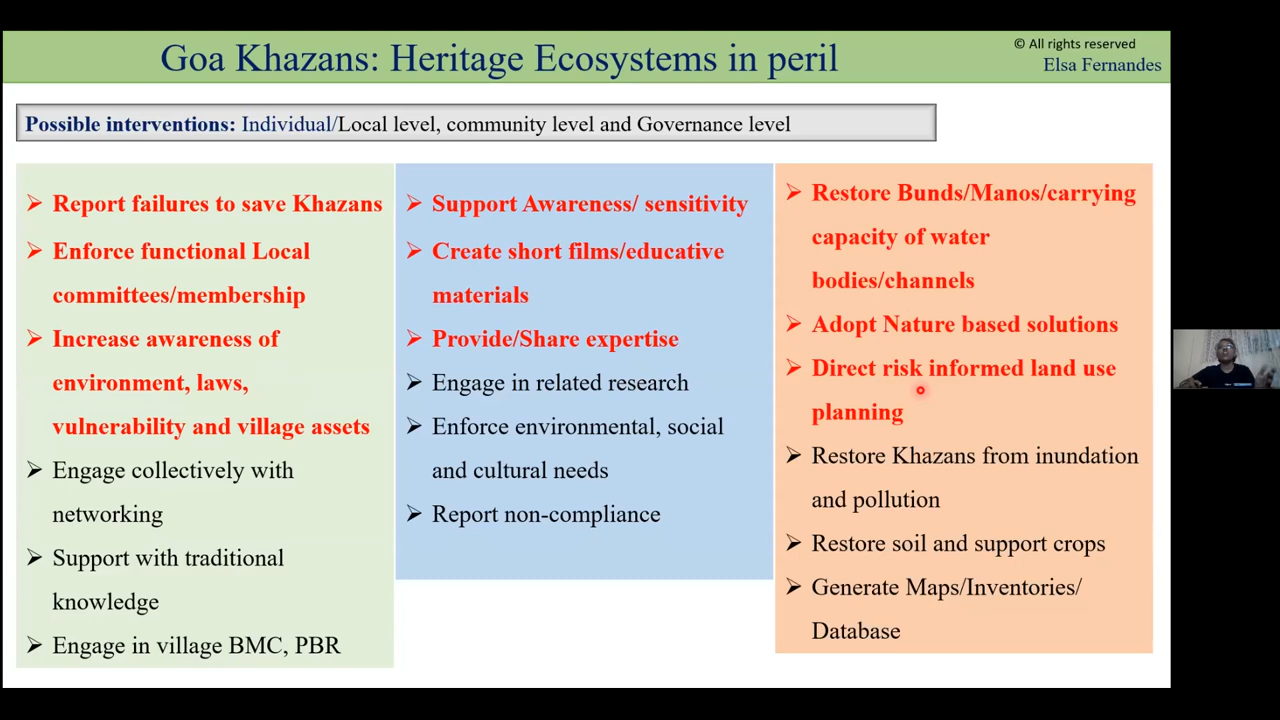 Goa Khazans: Heritage Ecosystems in peril
© All rights reserved
Elsa Fernandes
Possible interventions: Individual/Local level, community level and Governance level
➢ Report failures to save Khazans
➢ Enforce functional Local
committees/membership
➢ Increase awareness of
environment, laws,
vulnerability and village assets
➢ Engage collectively with
networking
➢ Support with traditional
knowledge
➢ Engage in village BMC, PBR
➢ Support Awareness/ sensitivity
➢ Create short films/educative
materials
➢ Provide/Share expertise
➢ Engage in related research
➢ Enforce environmental, social
and cultural needs
➢ Report non-compliance
➢ Restore Bunds/Manos/carrying
capacity of water
bodies/channels
➢ Adopt Nature based solutions
➢ Direct risk informed land use
planning
➢ Restore Khazans from inundation
and pollution
➢ Restore soil and support crops
➢ Generate Maps/Inventories/
Database